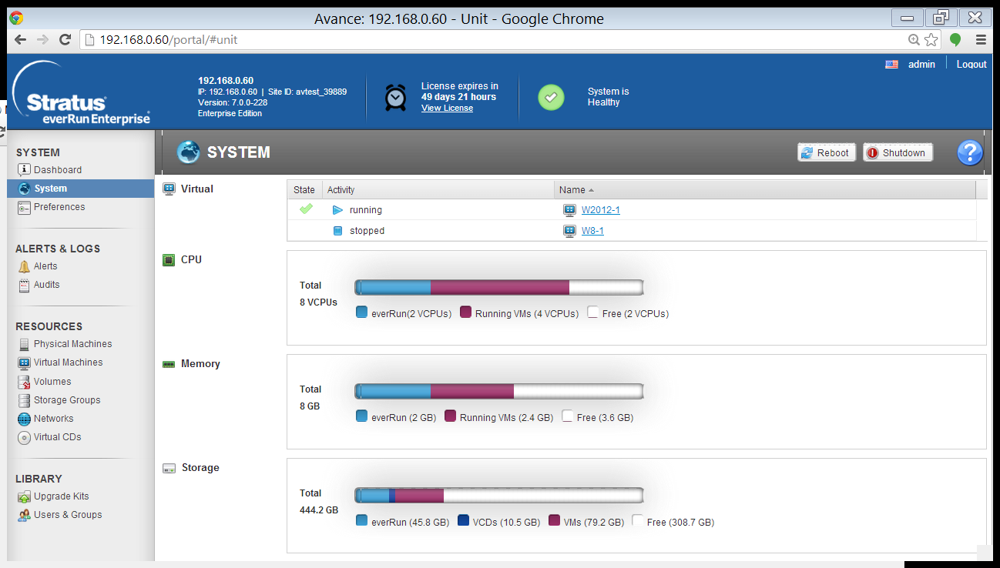 Avance: 192.168.0.60 - Unit - Google Chrome
192.168.0.60/portal/#unit
admin
Logout
Stratus
everRun Enterprise
192.168.0.60
IP: 192.168.0.60 | Site ID: avtest_39889
Version: 7.0.0-228
Enterprise Edition
License expires in
49 days 21 hours
View License
System is
Healthy
SYSTEM
Dashboard
System
Preferences
ALERTS & LOGS
Alerts
Audits
RESOURCES
Physical Machines
Virtual Machines
Volumes
Storage Groups
Networks
Virtual CDs
LIBRARY
Upgrade Kits
Users & Groups
SYSTEM
Reboot
Shutdown
?
Virtual
State Activity Name
running W2012-1
stopped W8-1
CPU
Total
8 VCPUs
everRun(2 VCPUs) Running VMs (4 VCPUs) Free (2 VCPUs)
Memory
Total
8 GB
everRun (2 GB) Running VMs (2.4 GB) Free (3.6 GB)
Storage
Total
444.2 GB
everRun (45.8 GB) VCDs (10.5 GB) VMs (79.2 GB) Free (308.7 GB)